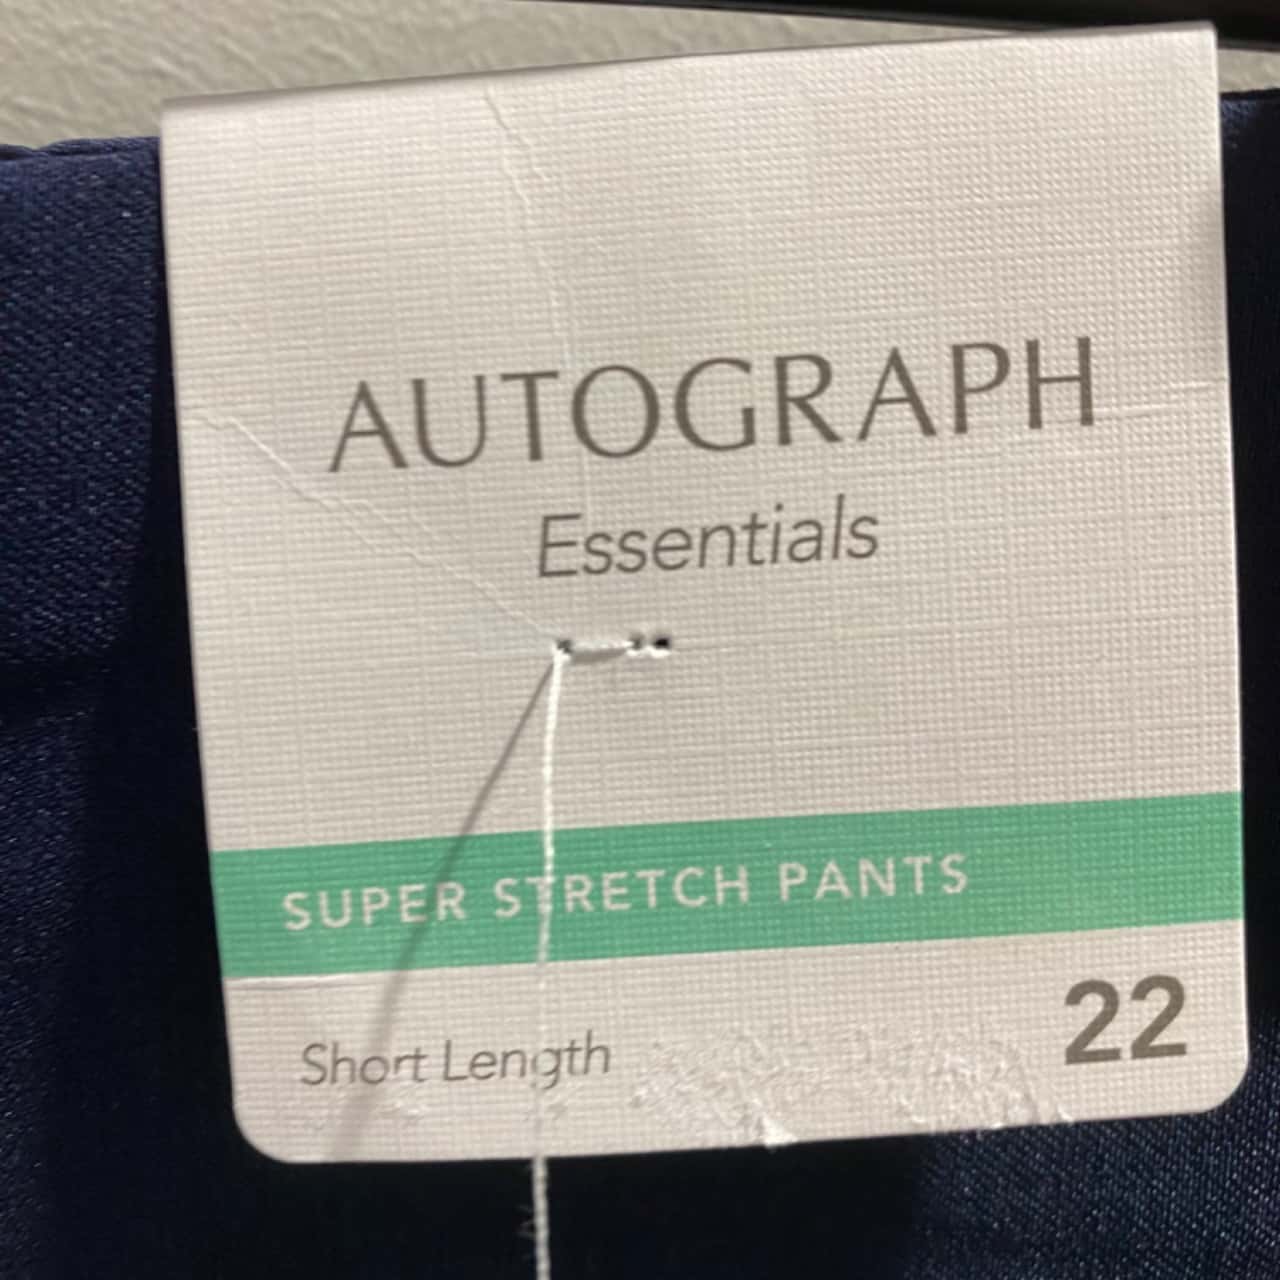 AUTOGRAPH
Essentials
SUPER STRETCH PANTS
Short Length
22